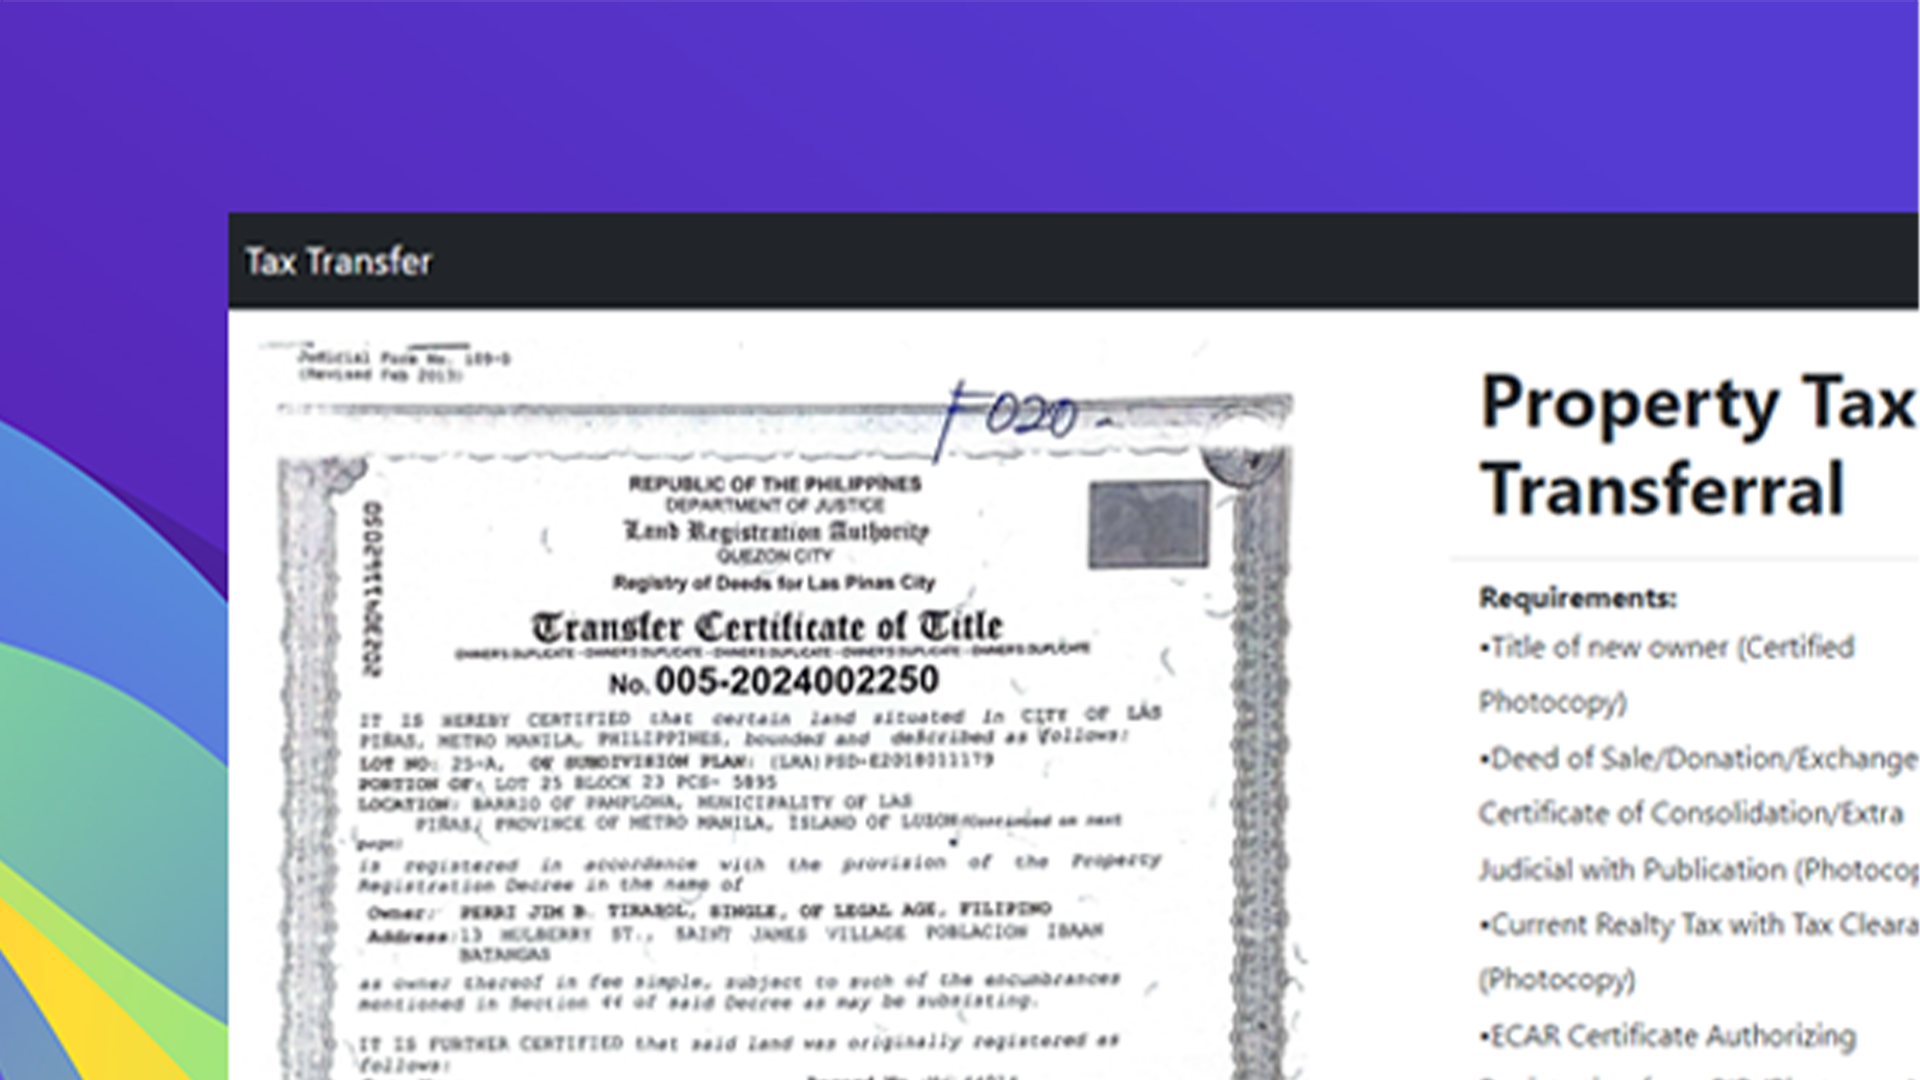 Tax Transfer
Judicial Form No. 109-D
(Revised Feb 2013)
F020-
REPUBLIC OF THE PHILIPPINES
DEPARTMENT OF JUSTICE
Land Registration Authority
QUEZON CITY
Registry of Deeds for Las Pinas City
Transfer Certificate of Title
OWNER'S DUPLICATE - OWNER'S DUPLICATE - OWNER'S DUPLICATE - OWNER'S DUPLICATE - OWNER'S DUPLICATE
No. 005-2024002250
IT IS HEREBY CERTIFIED that certain land situated in CITY OF LAS
PIÑAS, METRO MANILA, PHILIPPINES, bounded and described as follows:
LOT NO: 25-A, OF SUBDIVISION PLAN: (LRA)PSD-E2018011179
PORTION OF: LOT 25 BLOCK 23 PCS- 5895
LOCATION: BARRIO OF PAMPLONA, MUNICIPALITY OF LAS
PIÑAS, PROVINCE OF METRO MANILA, ISLAND OF LUZON (Continued on next
page)
is registered in accordance with the provision of the Property
Registration Decree in the name of
Owner: PERRI JIM B. TIRASOL, SINGLE, OF LEGAL AGE, FILIPINO
Address: 13 MULBERRY ST., SAINT JAMES VILLAGE POBLACION IBAAN
BATANGAS
as owner thereof in fee simple, subject to such of the encumbrances
mentioned in Section 44 of said Decree as may be subsisting.
IT IS FURTHER CERTIFIED that said land was originally registered as
follows:
Property Tax
Transferral
Requirements:
•Title of new owner (Certified
Photocopy)
•Deed of Sale/Donation/Exchange
Certificate of Consolidation/Extra
Judicial with Publication (Photocop
•Current Realty Tax with Tax Cleara
(Photocopy)
•ECAR Certificate Authorizing